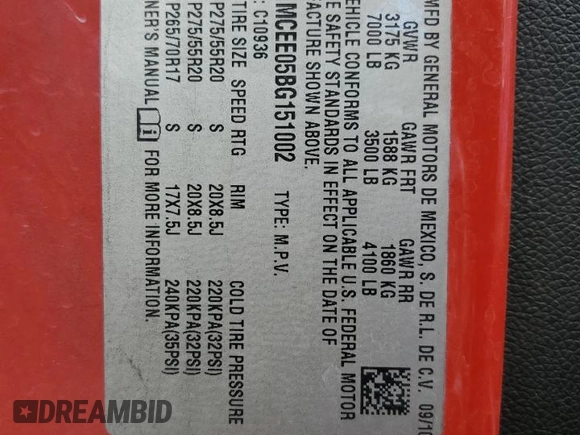 MFD BY GENERAL MOTORS DE MEXICO, S. DE R.L. DE C.V. 09/10
GVWR GAWR FRT GAWR RR
3175 KG 1588 KG 1860 KG
7000 LB 3500 LB 4100 LB
VEHICLE CONFORMS TO ALL APPLICABLE U.S. FEDERAL MOTOR
SAFETY STANDARDS IN EFFECT ON THE DATE OF
SHOWN ABOVE.
MCEE05BG151002 TYPE: M.P.V.
: C10936
TIRE SIZE SPEED RTG RIM COLD TIRE PRESSURE
P275/55R20 S 20X8.5J 220KPA(32PSI)
P275/55R20 S 20X8.5J 220KPA(32PSI)
P265/70R17 S 17X7.5J 240KPA(35PSI)
MANUAL i FOR MORE INFORMATION.
DREAMBID